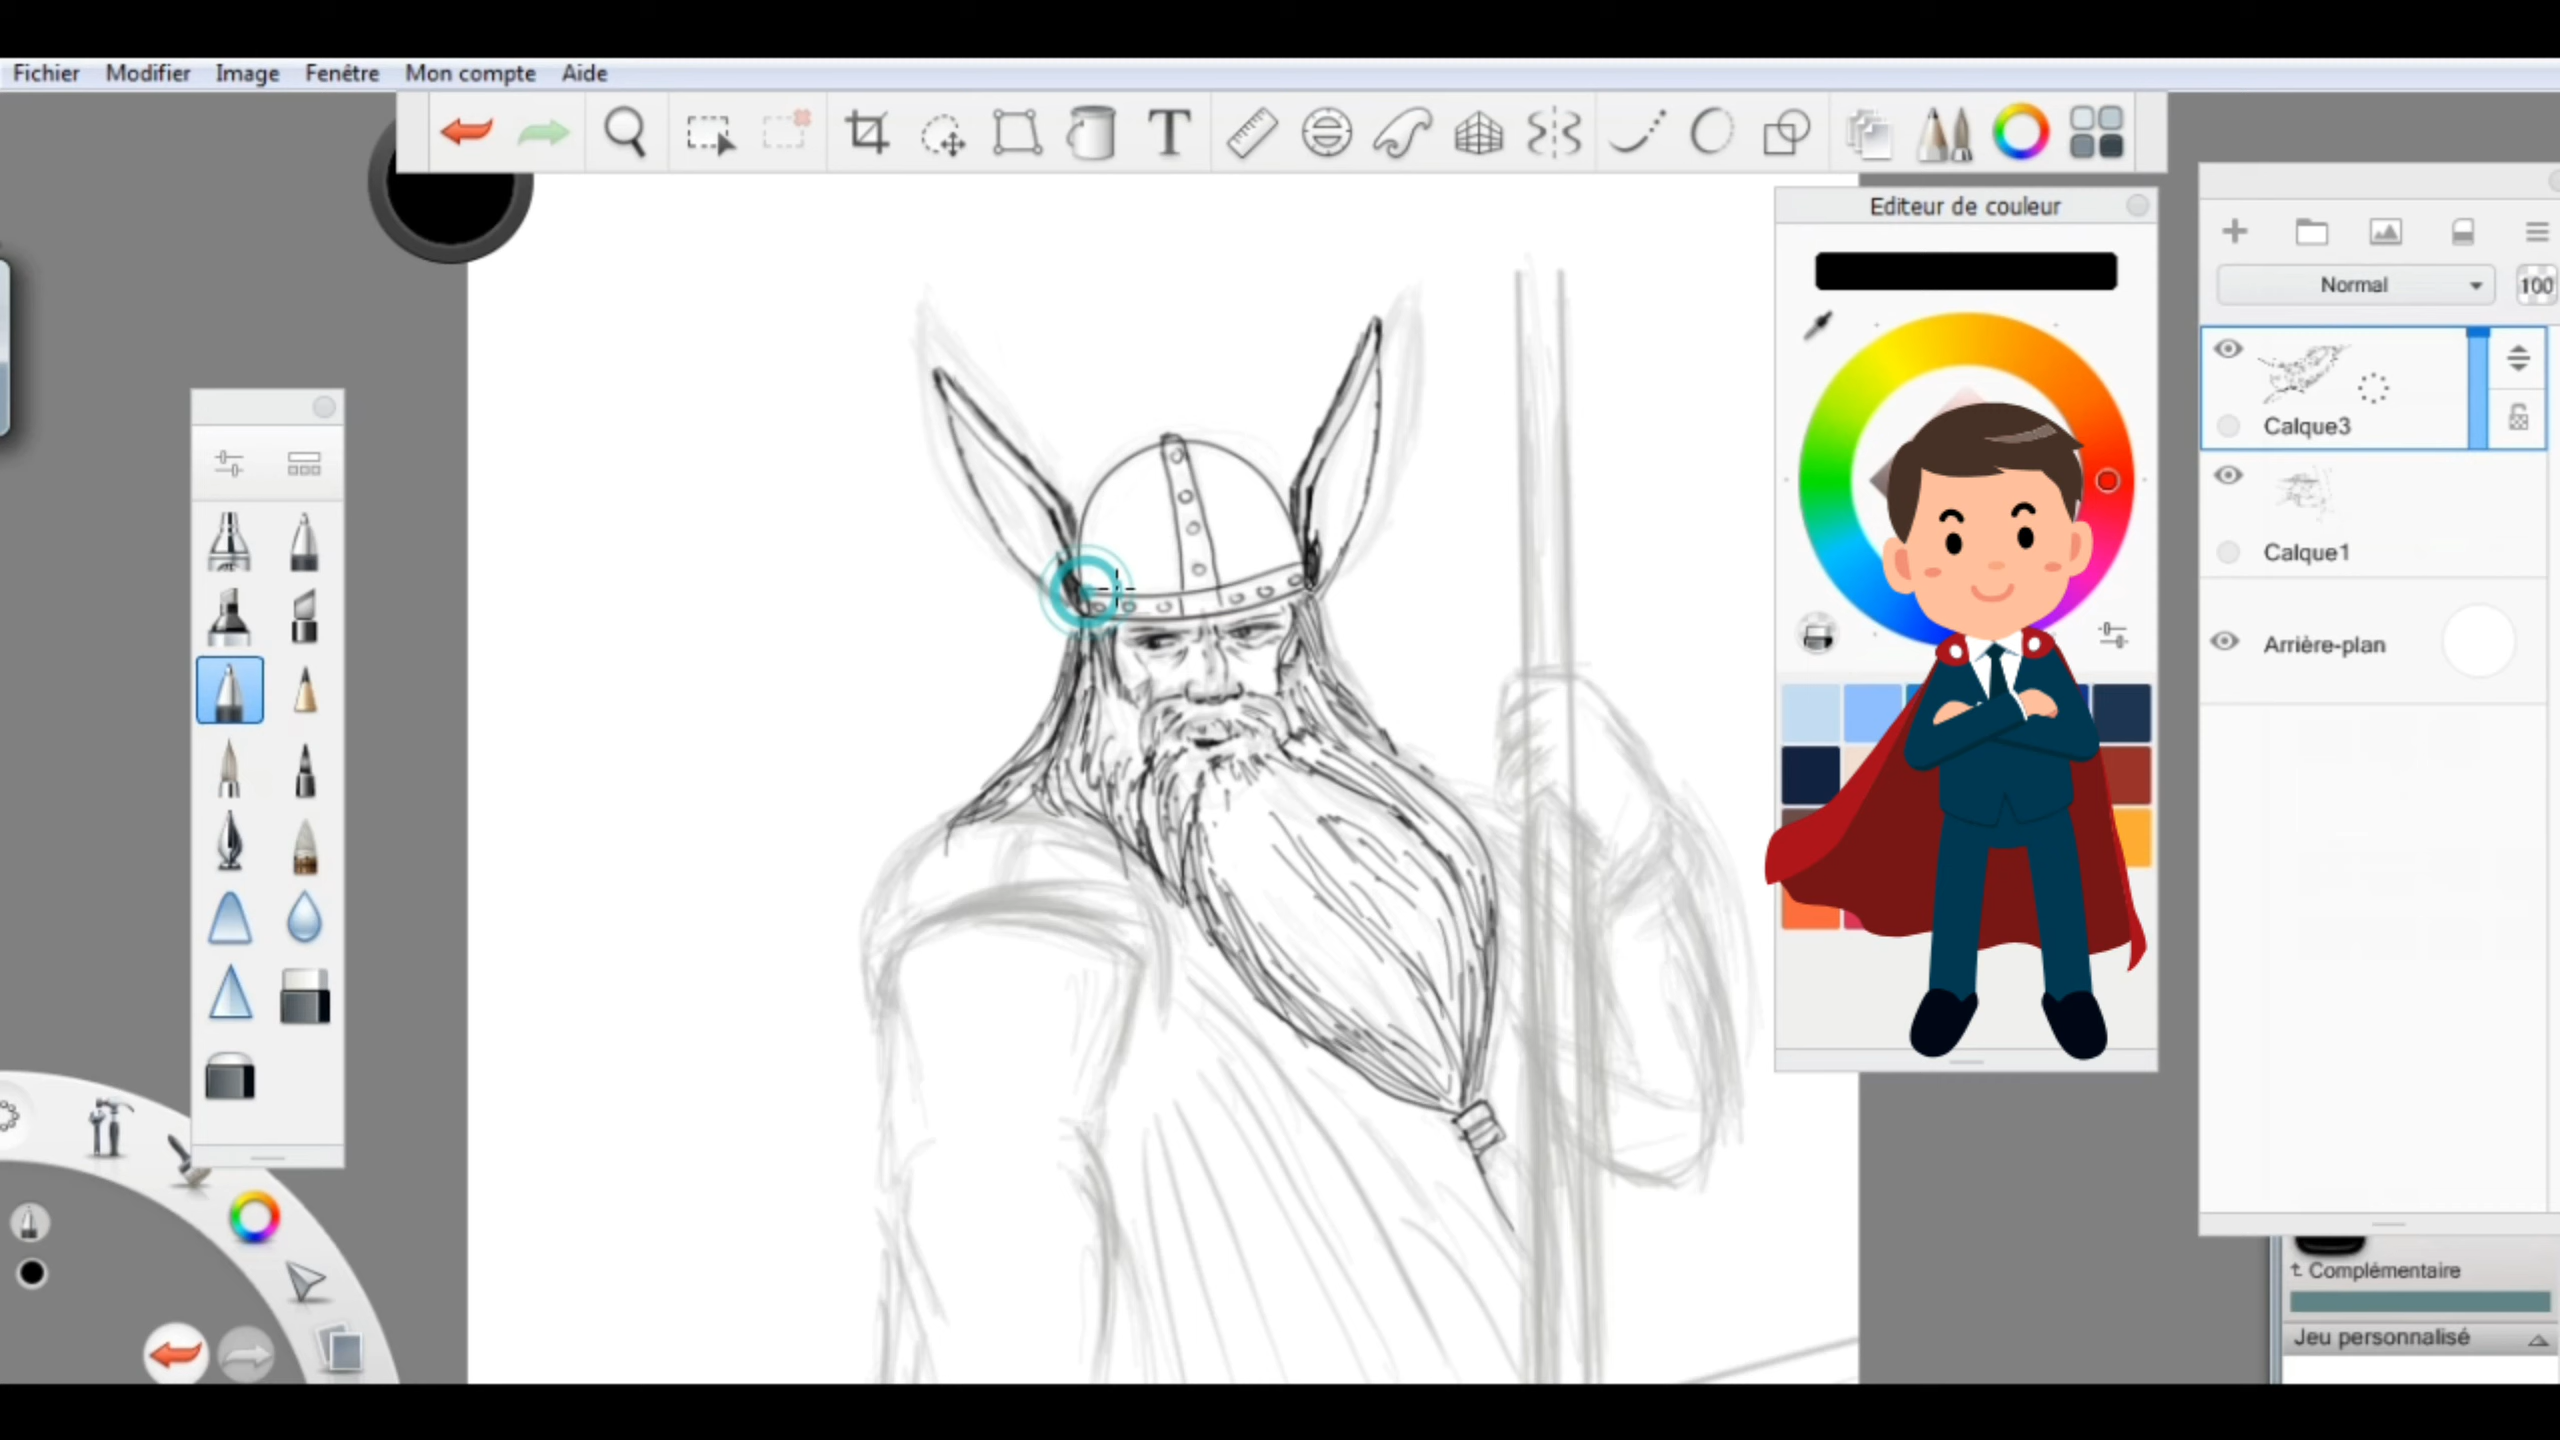 Fichier Modifier Image Fenêtre Mon compte Aide
T
Editeur de couleur
Normal 100
Calque3
Calque1
Arrière-plan
Complémentaire
Jeu personnalisé